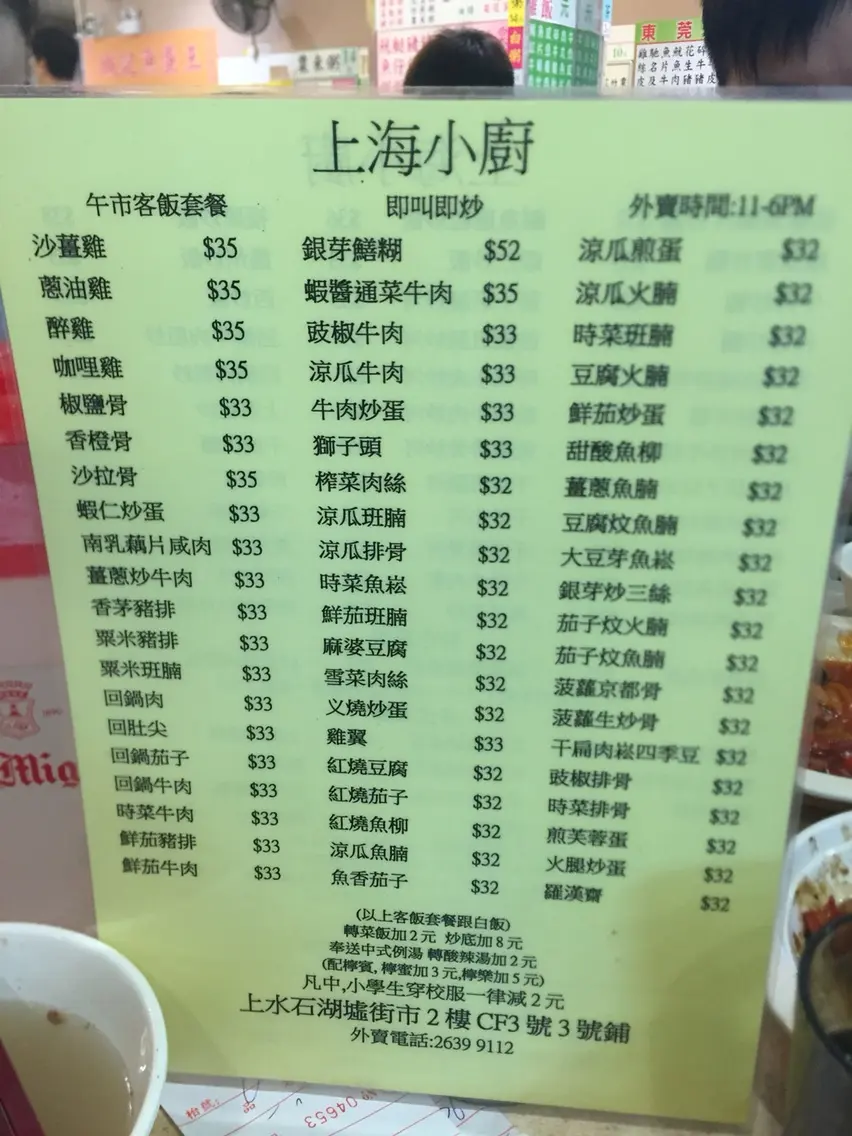 上海小廚
午市客飯套餐
沙薑雞 $35
蔥油雞 $35
醉雞 $35
咖哩雞 $35
椒鹽骨 $33
香橙骨 $33
沙拉骨 $35
蝦仁炒蛋 $33
南乳藕片咸肉 $33
薑蔥炒牛肉 $33
香茅豬排 $33
粟米豬排 $33
粟米班腩 $33
回鍋肉 $33
回肚尖 $33
回鍋茄子 $33
回鍋牛肉 $33
時菜牛肉 $33
鮮茄豬排 $33
鮮茄牛肉 $33
即叫即炒
銀芽鱔糊 $52
蝦醬通菜牛肉 $35
豉椒牛肉 $33
涼瓜牛肉 $33
牛肉炒蛋 $33
獅子頭 $33
榨菜肉絲 $32
涼瓜班腩 $32
涼瓜排骨 $32
時菜魚崧 $32
鮮茄班腩 $32
麻婆豆腐 $32
雪菜肉絲 $32
义燒炒蛋 $32
雞翼 $33
紅燒豆腐 $32
紅燒茄子 $32
紅燒魚柳 $32
涼瓜魚腩 $32
魚香茄子 $32
外賣時間:11-6PM
涼瓜煎蛋 $32
涼瓜火腩 $32
時菜班腩 $32
豆腐火腩 $32
鮮茄炒蛋 $32
甜酸魚柳 $32
薑蔥魚腩 $32
豆腐炆魚腩 $32
大豆芽魚崧 $32
銀芽炒三絲 $32
茄子炆火腩 $32
茄子炆魚腩 $32
菠蘿京都骨 $32
菠蘿生炒骨 $32
干扁肉崧四季豆 $32
豉椒排骨 $32
時菜排骨 $32
煎芙蓉蛋 $32
火腿炒蛋 $32
羅漢齋 $32
(以上客飯套餐跟白飯)
轉菜飯加2元 炒底加8元
奉送中式例湯 轉酸辣湯加2元
(配檸賓, 檸蜜加3元,檸樂加5元)
凡中,小學生穿校服一律減2元
上水石湖墟街市2樓CF3號3號鋪
外賣電話:2639 9112
東莞
Mig
04653